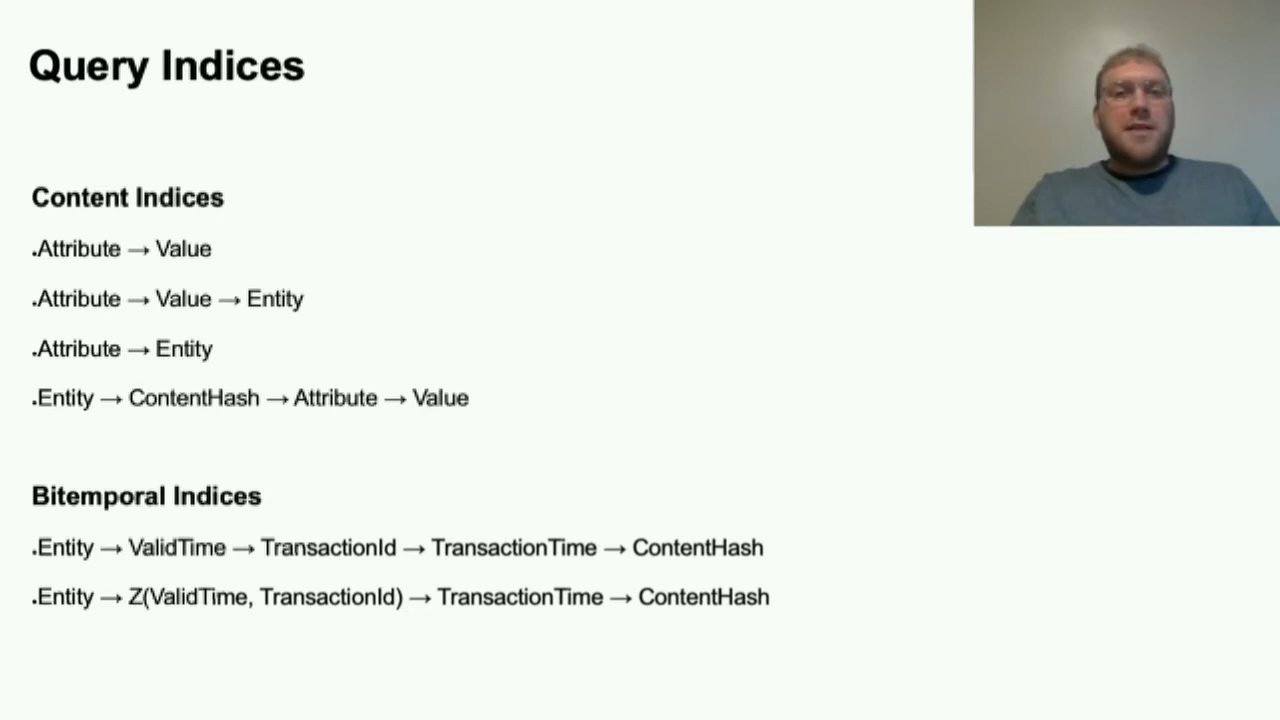 Query Indices
Content Indices
.Attribute → Value
.Attribute → Value → Entity
.Attribute → Entity
.Entity → ContentHash → Attribute → Value
Bitemporal Indices
.Entity → ValidTime → TransactionId → TransactionTime → ContentHash
.Entity → Z(ValidTime, TransactionId) → TransactionTime → ContentHash